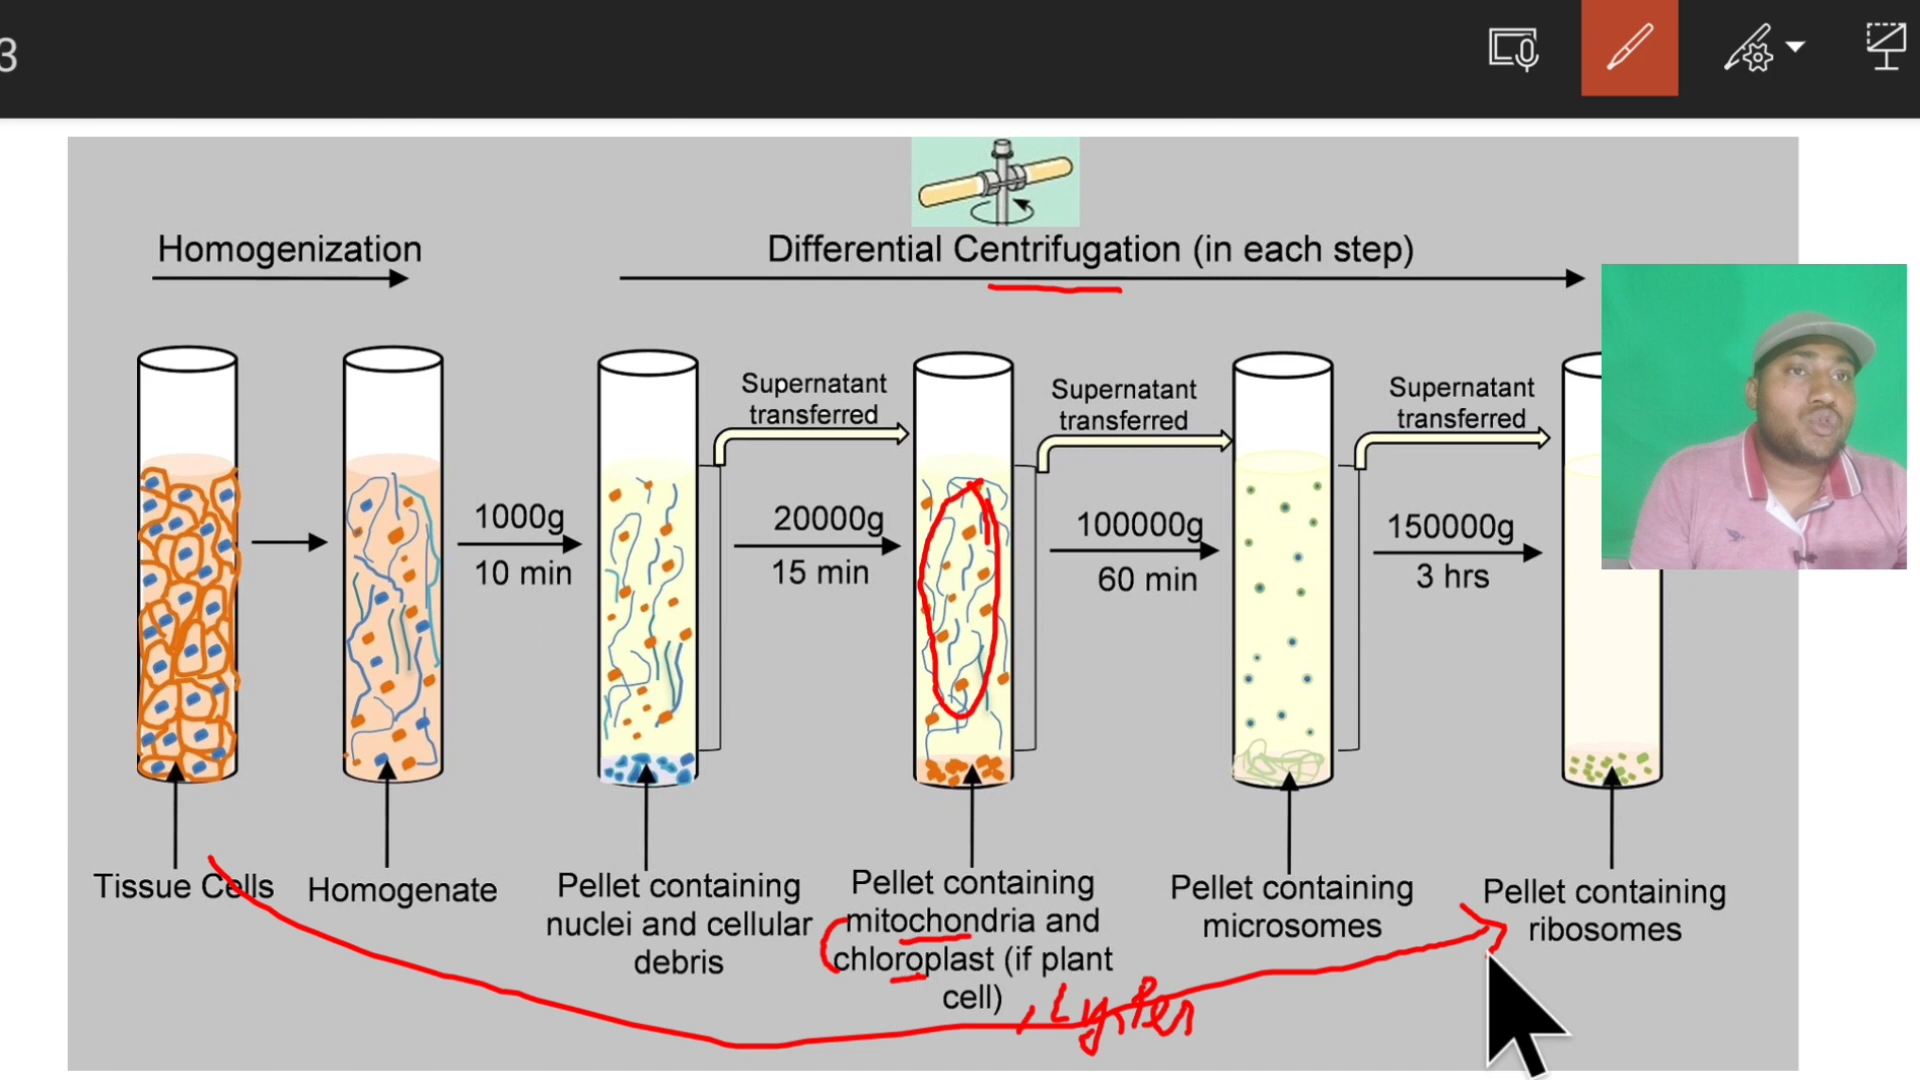 3
Homogenization
Differential Centrifugation (in each step)
Supernatant
transferred
Supernatant
transferred
Supernatant
transferred
1000g
10 min
20000g
15 min
100000g
60 min
150000g
3 hrs
Tissue Cells
Homogenate
Pellet containing
nuclei and cellular
debris
Pellet containing
mitochondria and
chloroplast (if plant
cell)
Pellet containing
microsomes
Pellet containing
ribosomes